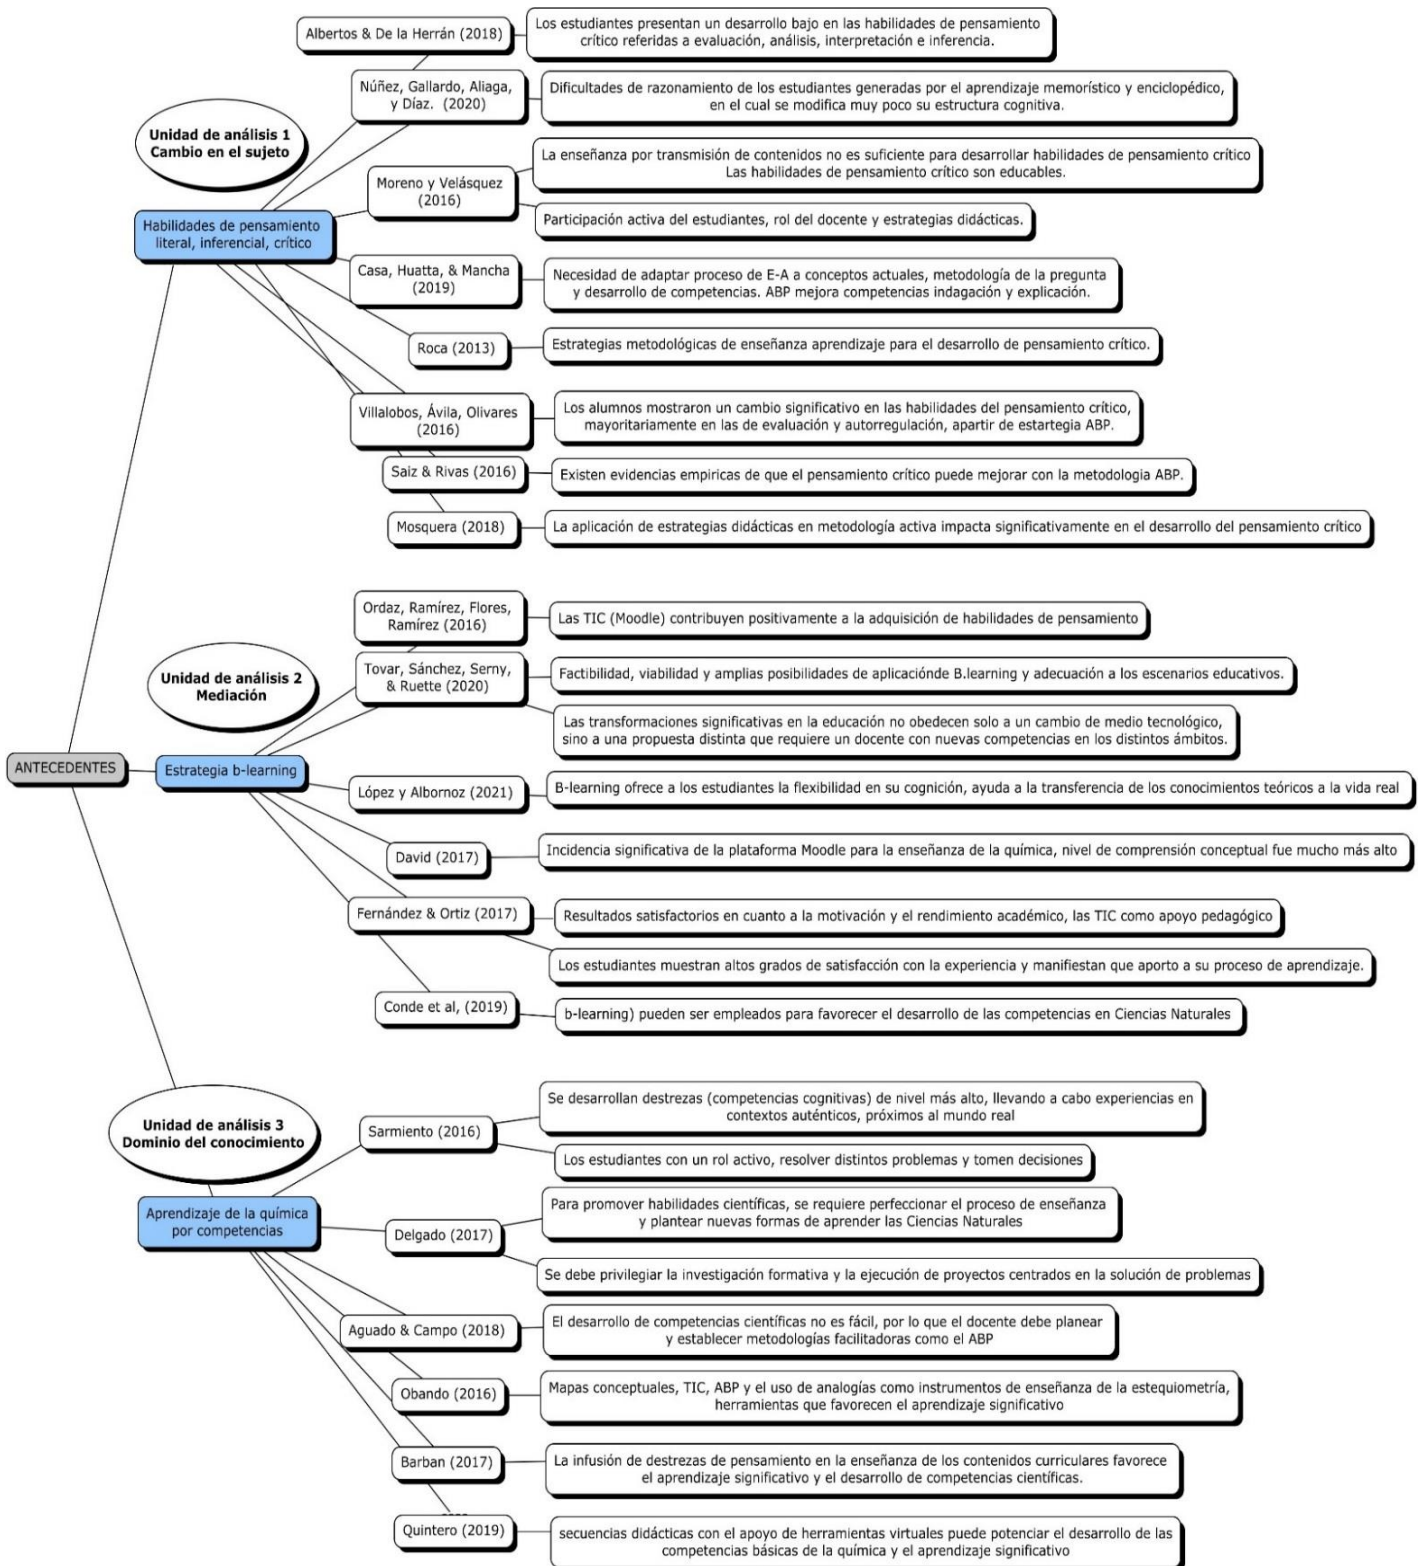 Albertos & De la Herrán (2018)
Los estudiantes presentan un desarrollo bajo en las habilidades de pensamiento
crítico referidas a evaluación, análisis, interpretación e inferencia.
Núñez, Gallardo, Aliaga,
y Díaz. (2020)
Dificultades de razonamiento de los estudiantes generadas por el aprendizaje memorístico y enciclopédico,
en el cual se modifica muy poco su estructura cognitiva.
Unidad de análisis 1
Cambio en el sujeto
Habilidades de pensamiento
literal, inferencial, crítico
Moreno y Velásquez
(2016)
La enseñanza por transmisión de contenidos no es suficiente para desarrollar habilidades de pensamiento crítico
Las habilidades de pensamiento crítico son educables.
Participación activa del estudiantes, rol del docente y estrategias didácticas.
Casa, Huatta, & Mancha
(2019)
Necesidad de adaptar proceso de E-A a conceptos actuales, metodología de la pregunta
y desarrollo de competencias. ABP mejora competencias indagación y explicación.
Roca (2013)
Estrategias metodológicas de enseñanza aprendizaje para el desarrollo de pensamiento crítico.
Villalobos, Ávila, Olivares
(2016)
Los alumnos mostraron un cambio significativo en las habilidades del pensamiento crítico,
mayoritariamente en las de evaluación y autorregulación, apartir de estartegia ABP.
Saiz & Rivas (2016)
Existen evidencias empiricas de que el pensamiento crítico puede mejorar con la metodologia ABP.
Mosquera (2018)
La aplicación de estrategias didácticas en metodología activa impacta significativamente en el desarrollo del pensamiento crítico
ANTECEDENTES
Unidad de análisis 2
Mediación
Estrategia b-learning
Ordaz, Ramírez, Flores,
Ramírez (2016)
Las TIC (Moodle) contribuyen positivamente a la adquisición de habilidades de pensamiento
Tovar, Sánchez, Serny,
& Ruette (2020)
Factibilidad, viabilidad y amplias posibilidades de aplicaciónde B.learning y adecuación a los escenarios educativos.
Las transformaciones significativas en la educación no obedecen solo a un cambio de medio tecnológico,
sino a una propuesta distinta que requiere un docente con nuevas competencias en los distintos ámbitos.
López y Albornoz (2021)
B-learning ofrece a los estudiantes la flexibilidad en su cognición, ayuda a la transferencia de los conocimientos teóricos a la vida real
David (2017)
Incidencia significativa de la plataforma Moodle para la enseñanza de la química, nivel de comprensión conceptual fue mucho más alto
Fernández & Ortiz (2017)
Resultados satisfactorios en cuanto a la motivación y el rendimiento académico, las TIC como apoyo pedagógico
Los estudiantes muestran altos grados de satisfacción con la experiencia y manifiestan que aporto a su proceso de aprendizaje.
Conde et al, (2019)
b-learning) pueden ser empleados para favorecer el desarrollo de las competencias en Ciencias Naturales
Unidad de análisis 3
Dominio del conocimiento
Aprendizaje de la química
por competencias
Sarmiento (2016)
Se desarrollan destrezas (competencias cognitivas) de nivel más alto, llevando a cabo experiencias en
contextos auténticos, próximos al mundo real
Los estudiantes con un rol activo, resolver distintos problemas y tomen decisiones
Delgado (2017)
Para promover habilidades científicas, se requiere perfeccionar el proceso de enseñanza
y plantear nuevas formas de aprender las Ciencias Naturales
Se debe privilegiar la investigación formativa y la ejecución de proyectos centrados en la solución de problemas
Aguado & Campo (2018)
El desarrollo de competencias científicas no es fácil, por lo que el docente debe planear
y establecer metodologías facilitadoras como el ABP
Obando (2016)
Mapas conceptuales, TIC, ABP y el uso de analogías como instrumentos de enseñanza de la estequiometría,
herramientas que favorecen el aprendizaje significativo
Barban (2017)
La infusión de destrezas de pensamiento en la enseñanza de los contenidos curriculares favorece
el aprendizaje significativo y el desarrollo de competencias científicas.
Quintero (2019)
secuencias didácticas con el apoyo de herramientas virtuales puede potenciar el desarrollo de las
competencias básicas de la química y el aprendizaje significativo